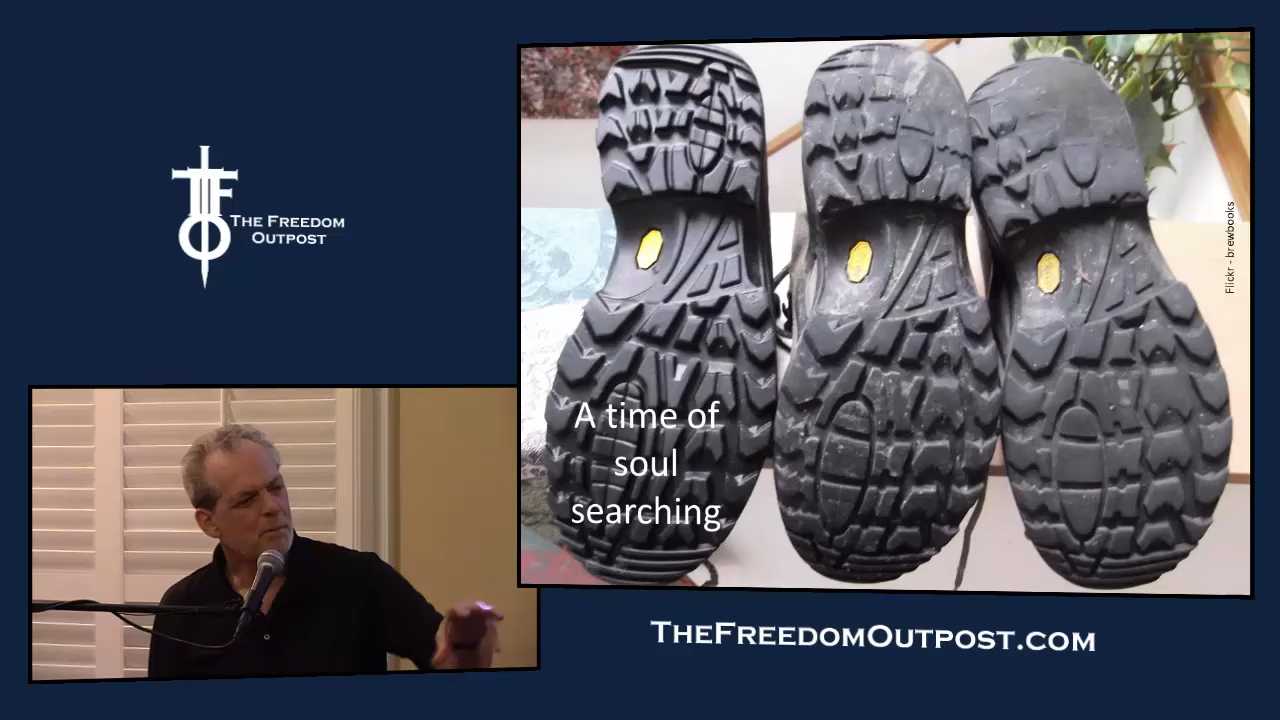 The Freedom
Outpost
A time of
soul
searching
Flickr - brewbooks
TheFreedomOutpost.com